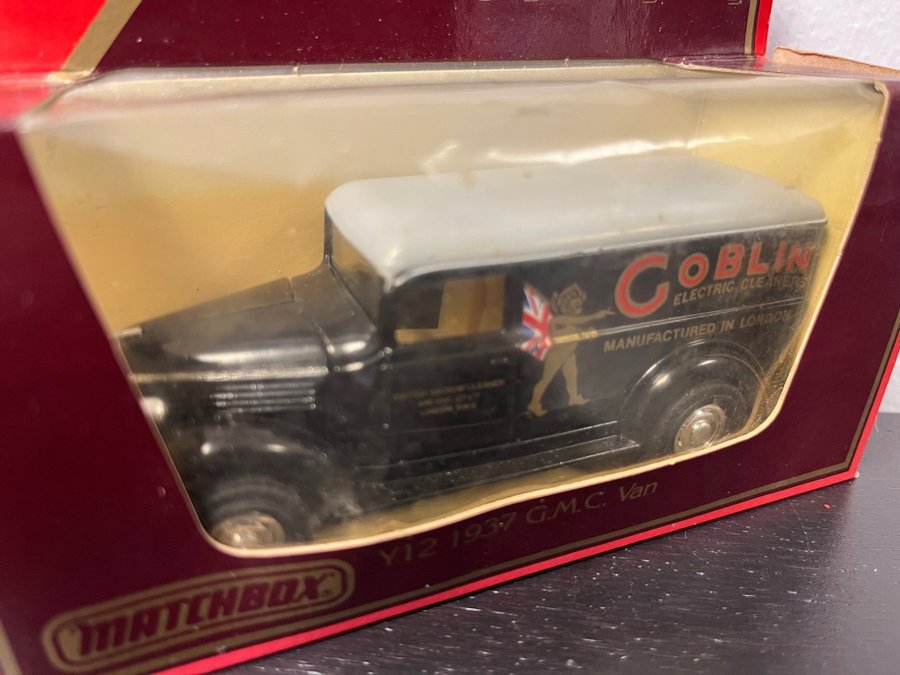 GOBLIN
ELECTRIC CLEANERS
MANUFACTURED IN LONDON
Y12 1937 G.M.C. Van
MATCHBOX